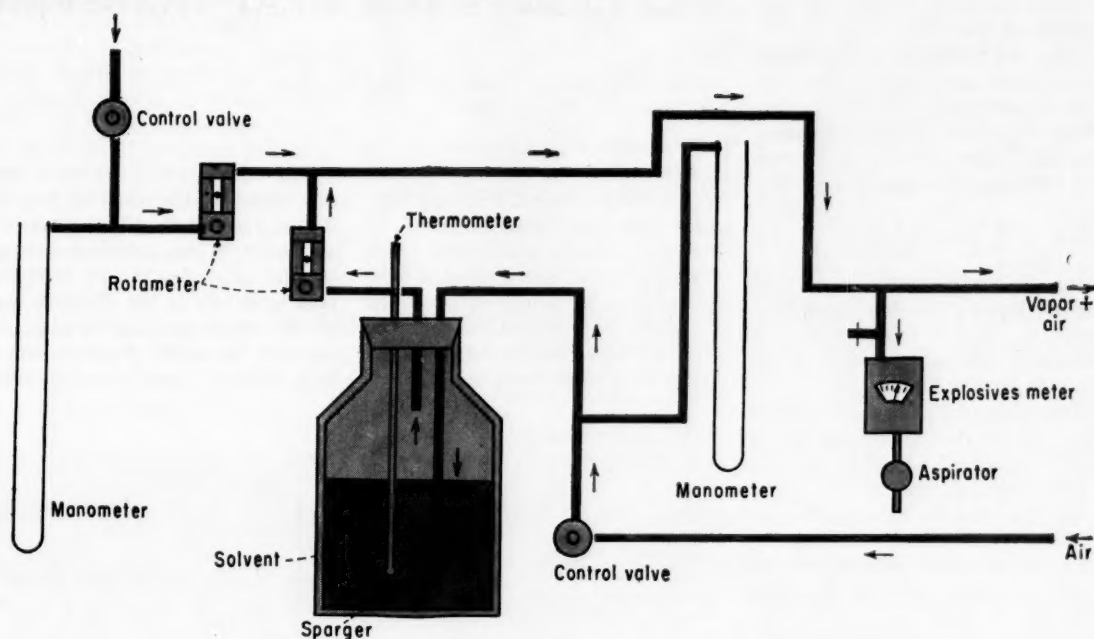 Control valve
Thermometer
Rotameter
Vapor +
air
Explosives meter
Aspirator
Manometer
Manometer
Solvent
Control valve
Air
Sparger